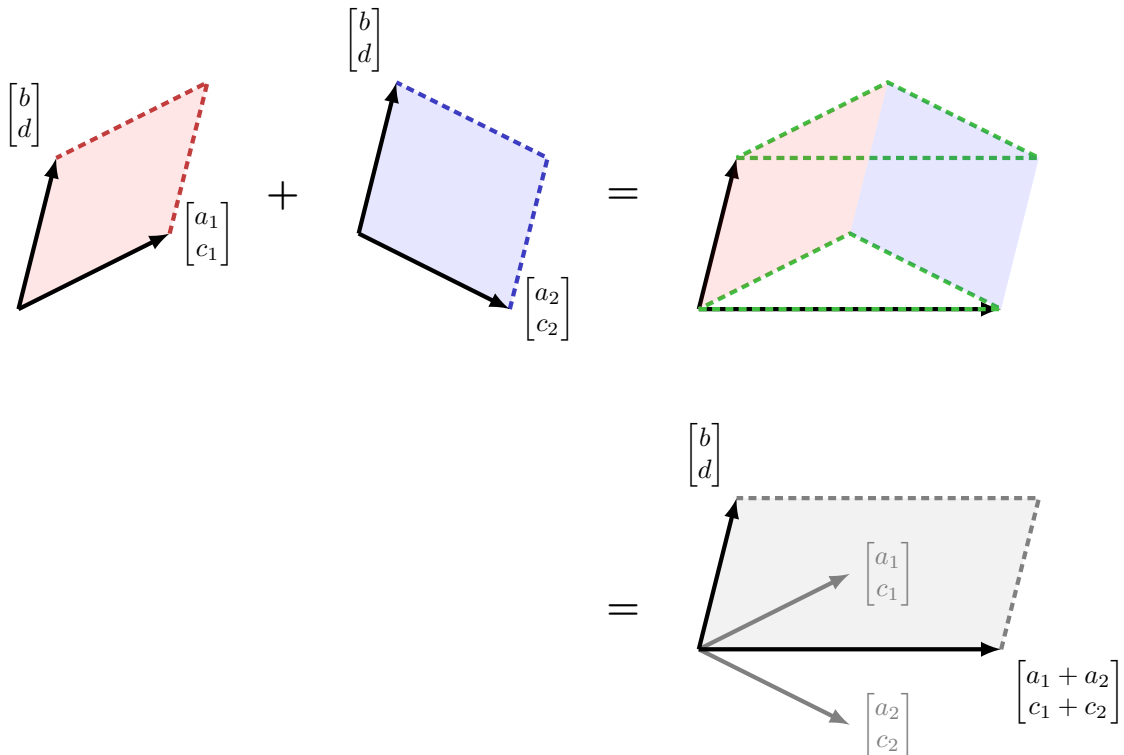 [b d]
[b d]
[a₁ c₁]
+
=
[a₂ c₂]
[b d]
[a₁ c₁]
=
[a₁ + a₂ c₁ + c₂]
[a₂ c₂]